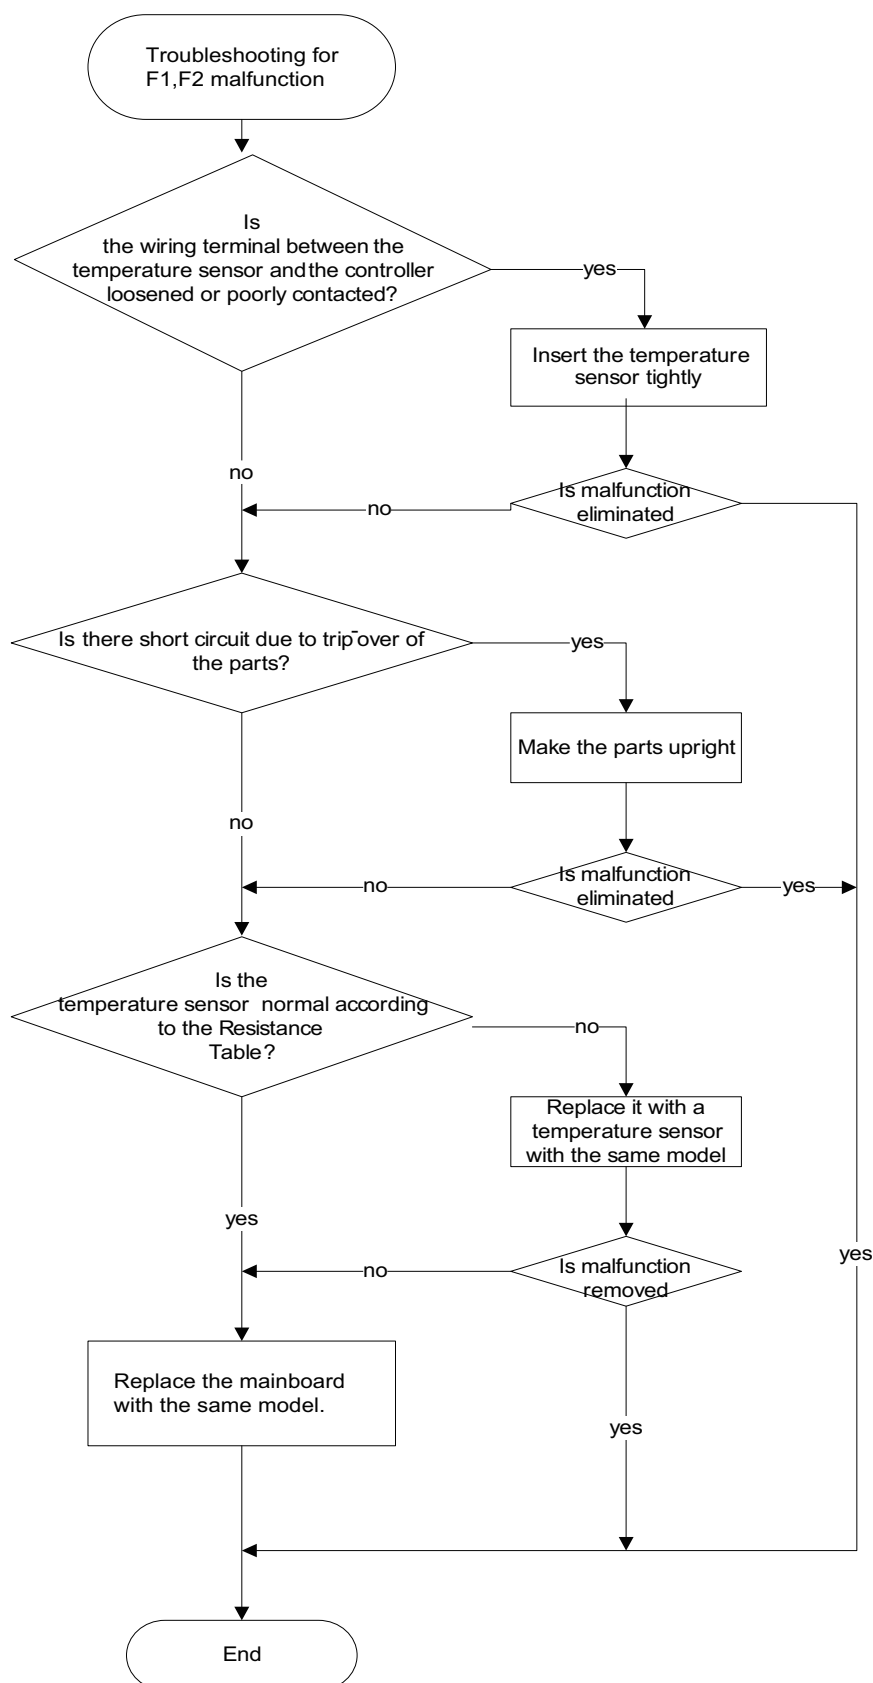 Troubleshooting for
F1,F2 malfunction
Is
the wiring terminal between the
temperature sensor and the controller
loosened or poorly contacted?
yes
Insert the temperature
sensor tightly
no
Is malfunction
eliminated
no
Is there short circuit due to trip-over of
the parts?
yes
Make the parts upright
no
Is malfunction
eliminated
no
yes
Is the
temperature sensor normal according
to the Resistance
Table?
no
Replace it with a
temperature sensor
with the same model
yes
Is malfunction
removed
no
yes
Replace the mainboard
with the same model.
yes
End